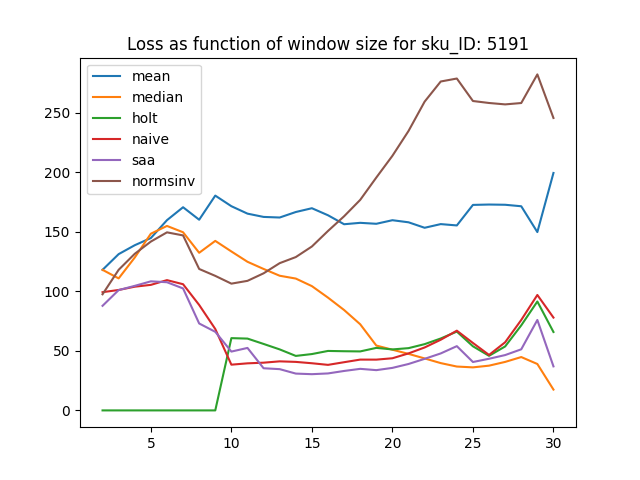 Loss as function of window size for sku_ID: 5191
mean
median
holt
naive
saa
normsinv
250
200
150
100
50
0
5 10 15 20 25 30